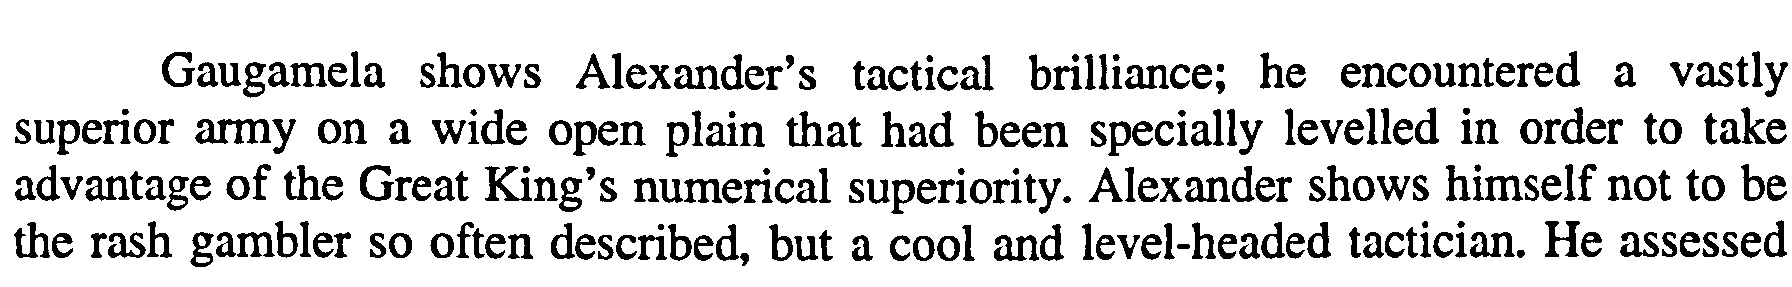 Gaugamela shows Alexander's tactical brilliance; he encountered a vastly
superior army on a wide open plain that had been specially levelled in order to take
advantage of the Great King's numerical superiority. Alexander shows himself not to be
the rash gambler so often described, but a cool and level-headed tactician. He assessed